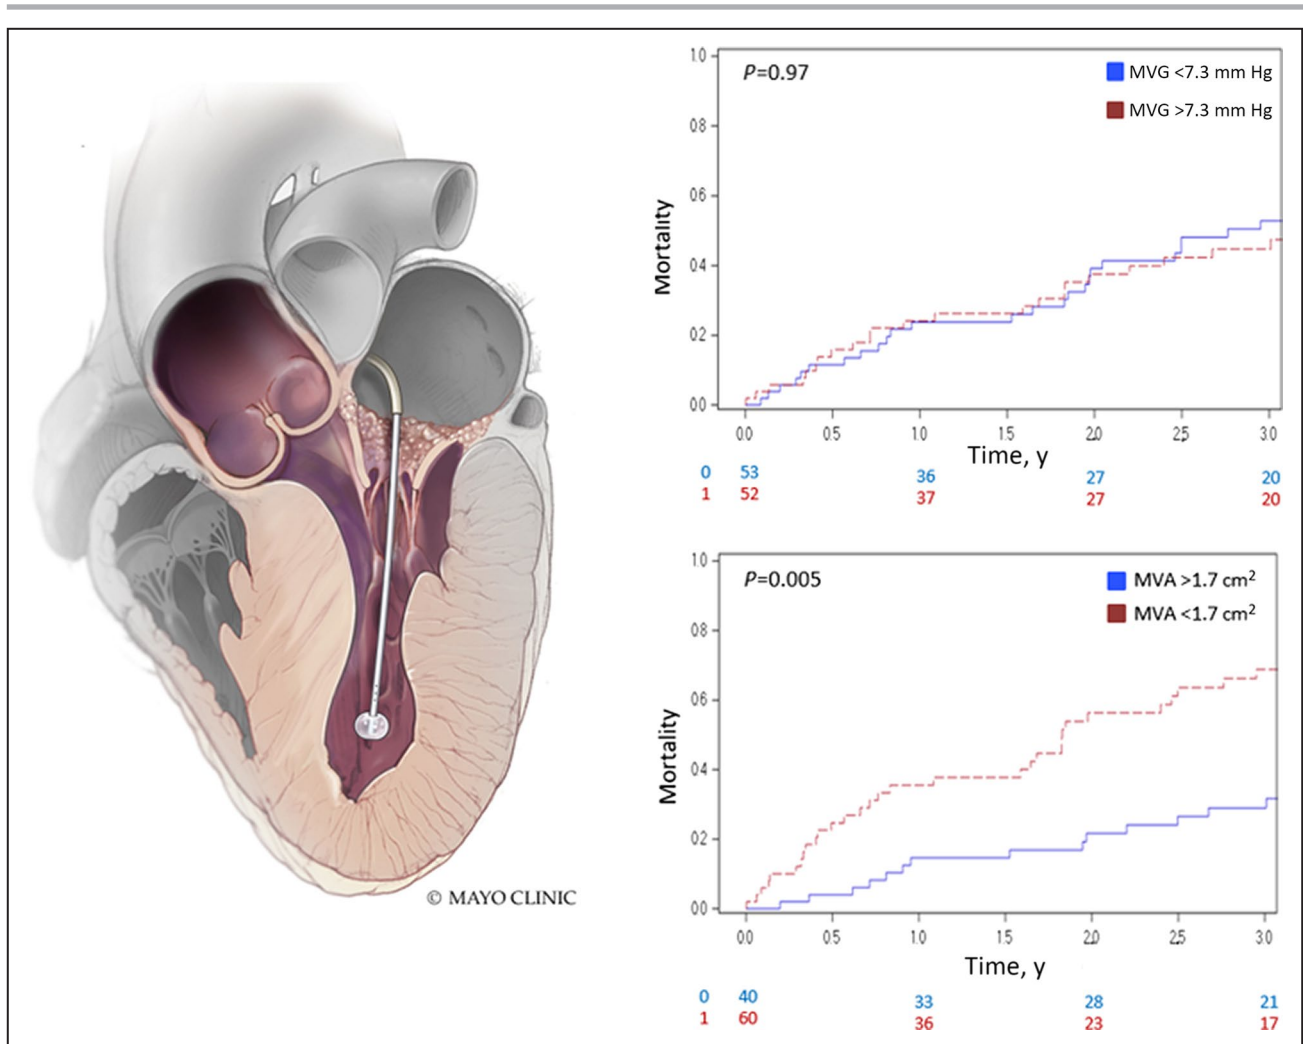 P=0.97
MVG <7.3 mm Hg
MVG >7.3 mm Hg
Mortality
1.0
0.8
0.6
0.4
0.2
0.0
0.0 0.5 1.0 1.5 2.0 2.5 3.0
Time, y
0 53 36 27 20
1 52 37 27 20
P=0.005
MVA >1.7 cm²
MVA <1.7 cm²
Mortality
1.0
0.8
0.6
0.4
0.2
0.0
0.0 0.5 1.0 1.5 2.0 2.5 3.0
Time, y
0 40 33 28 21
1 60 36 23 17
© MAYO CLINIC